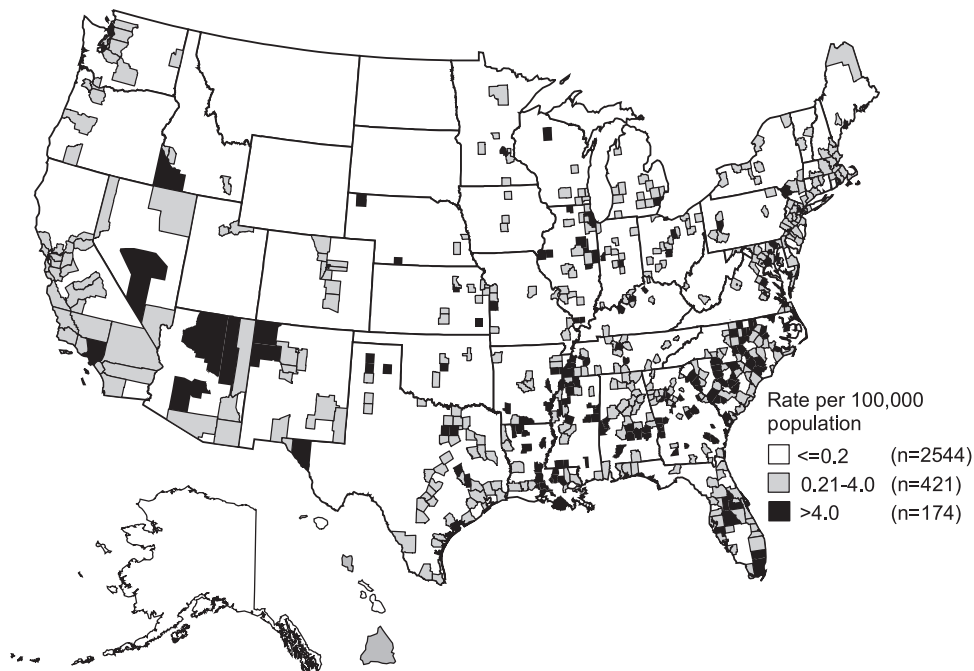 Rate per 100,000
population
<=0.2 (n=2544)
0.21-4.0 (n=421)
>4.0 (n=174)